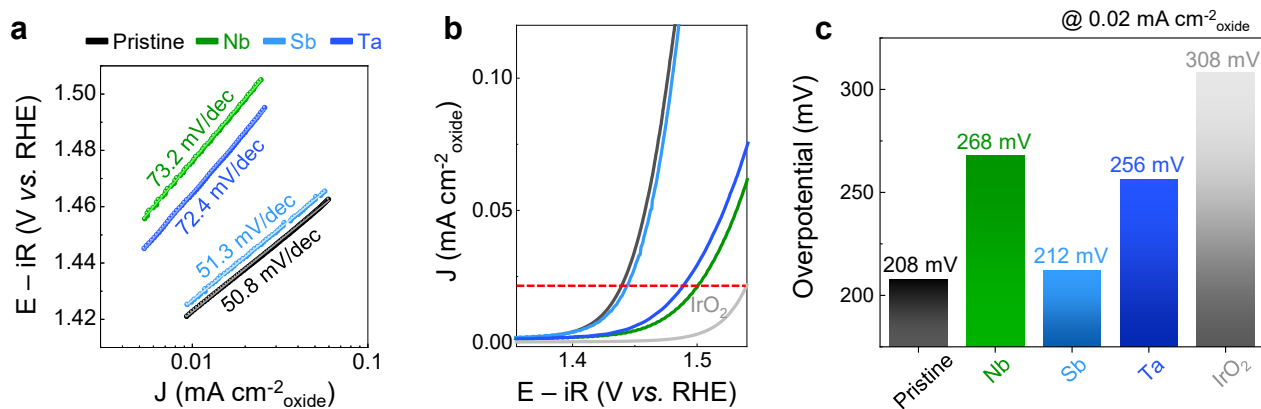 a
Pristine Nb Sb Ta
E – iR (V vs. RHE)
1.50
1.48
1.46
1.44
1.42
73.2 mV/dec
72.4 mV/dec
51.3 mV/dec
50.8 mV/dec
0.01 0.1
J (mA cm-2oxide)
b
J (mA cm-2oxide)
0.10
0.05
0.00
IrO2
1.4 1.5
E – iR (V vs. RHE)
c
@ 0.02 mA cm-2oxide
Overpotential (mV)
300
250
200
208 mV
268 mV
212 mV
256 mV
308 mV
Pristine
Nb
Sb
Ta
IrO2